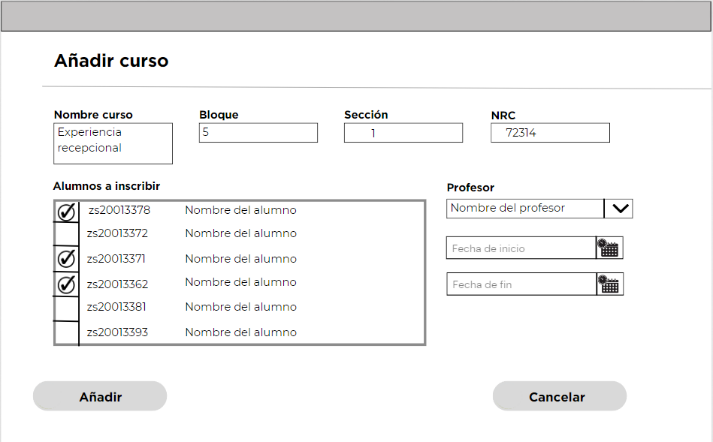 Añadir curso
Nombre curso
Bloque
Sección
NRC
Experiencia
recepcional
5
1
72314
Alumnos a inscribir
Profesor
zs20013378 Nombre del alumno
Nombre del profesor
zs20013372 Nombre del alumno
Fecha de inicio
zs20013371 Nombre del alumno
zs20013362 Nombre del alumno
Fecha de fin
zs20013381 Nombre del alumno
zs20013393 Nombre del alumno
Añadir
Cancelar